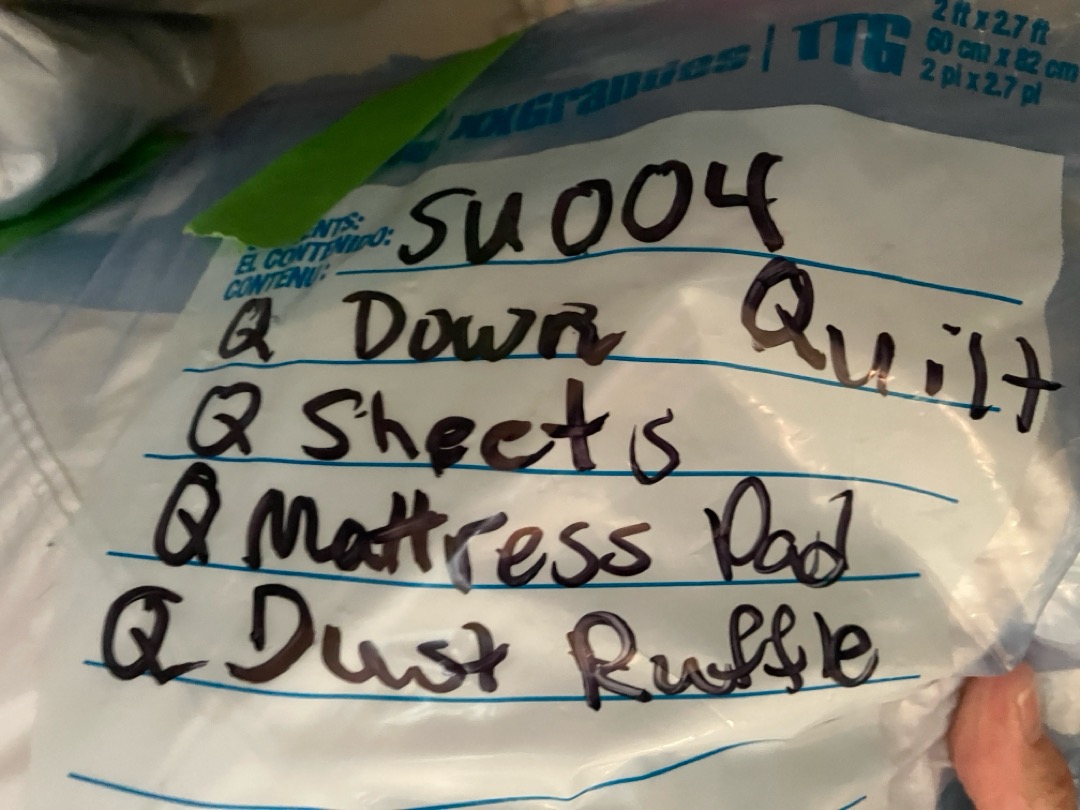 xxGrandes | TTG
2 ft x 2.7 ft
60 cm x 82 cm
2 pi x 2.7 pi
SU004
EL CONTENIDO:
CONTENU:
Q Down Quilt
Q Sheets
Q Mattress Pad
Q Dust Ruffle